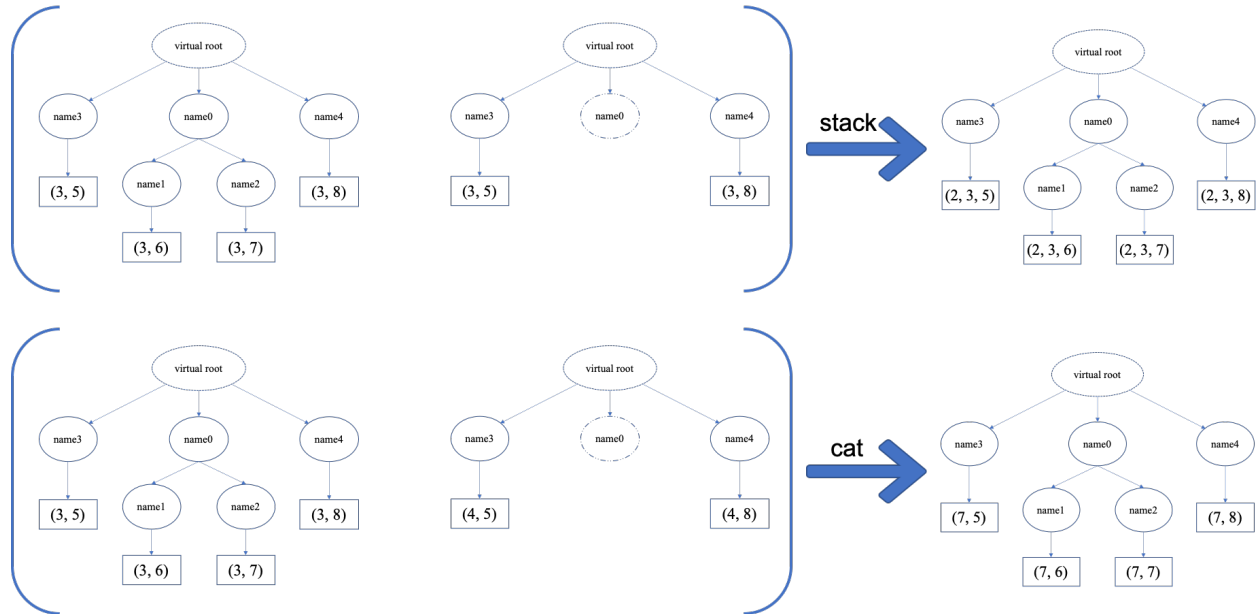 virtual root
name3
name0
name4
(3, 5)
name1
name2
(3, 8)
(3, 6)
(3, 7)
virtual root
name3
name0
name4
(3, 5)
(3, 8)
stack
virtual root
name3
name0
name4
(2, 3, 5)
name1
name2
(2, 3, 8)
(2, 3, 6)
(2, 3, 7)
virtual root
name3
name0
name4
(3, 5)
name1
name2
(3, 8)
(3, 6)
(3, 7)
virtual root
name3
name0
name4
(4, 5)
(4, 8)
cat
virtual root
name3
name0
name4
(7, 5)
name1
name2
(7, 8)
(7, 6)
(7, 7)